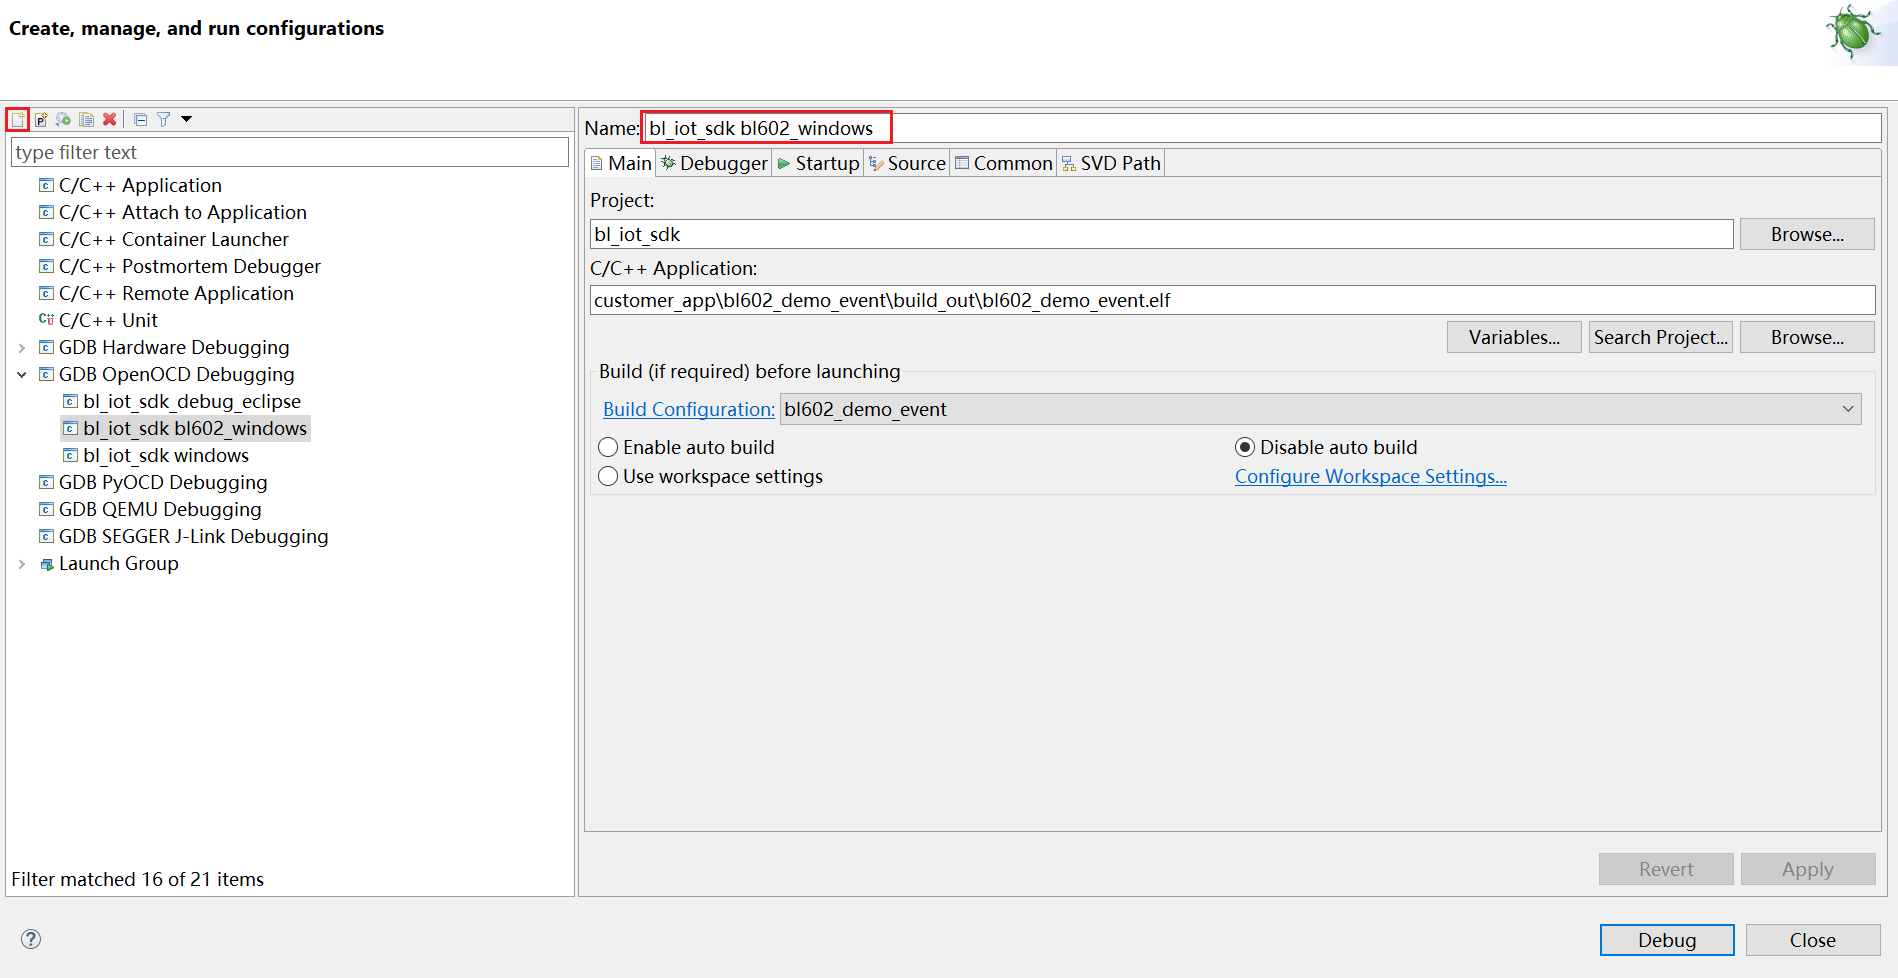 Create, manage, and run configurations
type filter text
C/C++ Application
C/C++ Attach to Application
C/C++ Container Launcher
C/C++ Postmortem Debugger
C/C++ Remote Application
C/C++ Unit
GDB Hardware Debugging
GDB OpenOCD Debugging
bl_iot_sdk_debug_eclipse
bl_iot_sdk bl602_windows
bl_iot_sdk windows
GDB PyOCD Debugging
GDB QEMU Debugging
GDB SEGGER J-Link Debugging
Launch Group
Filter matched 16 of 21 items
Name: bl_iot_sdk bl602_windows
Main Debugger Startup Source Common SVD Path
Project:
bl_iot_sdk Browse...
C/C++ Application:
customer_app\bl602_demo_event\build_out\bl602_demo_event.elf
Variables... Search Project... Browse...
Build (if required) before launching
Build Configuration: bl602_demo_event
Enable auto build Disable auto build
Use workspace settings Configure Workspace Settings...
Revert Apply
Debug Close